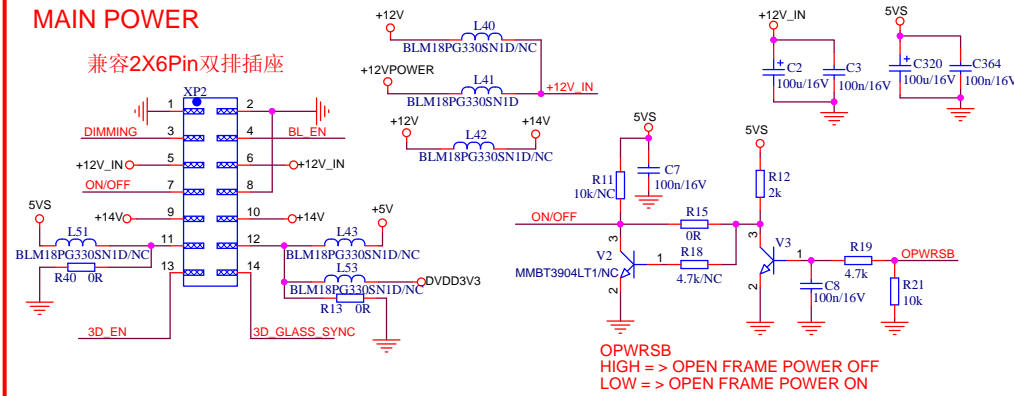 MAIN POWER
兼容2X6Pin双排插座
XP2
1
2
DIMMING
3
4
BL_EN
+12V_IN
5
6
+12V_IN
ON/OFF
7
8
+14V
9
10
+14V
5VS
L51
BLM18PG330SN1D/NC
11
12
R40
0R
13
14
+5V
L43
BLM18PG330SN1D/NC
L53
BLM18PG330SN1D/NC
DVDD3V3
R13
0R
3D_EN
3D_GLASS_SYNC
+12V
L40
BLM18PG330SN1D/NC
+12VPOWER
L41
BLM18PG330SN1D
+12V_IN
+12V
L42
BLM18PG330SN1D/NC
+14V
+12V_IN
+
C2
100u/16V
C3
100n/16V
5VS
+
C320
100u/16V
C364
100n/16V
5VS
R11
10k/NC
C7
100n/16V
5VS
R12
2k
ON/OFF
R15
0R
3
V2
MMBT3904LT1/NC
1
2
R18
4.7k/NC
3
V3
1
2
R19
4.7k
OPWRSB
C8
100n/16V
R21
10k
OPWRSB
HIGH = > OPEN FRAME POWER OFF
LOW = > OPEN FRAME POWER ON